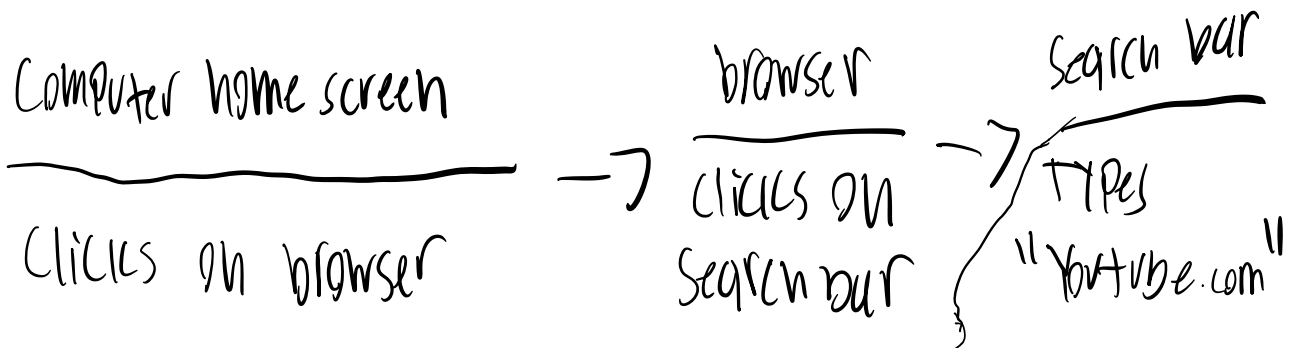 Computer home screen
Clicks on browser
browser
clicks on
search bar
search bar
Types
"Youtube.com"